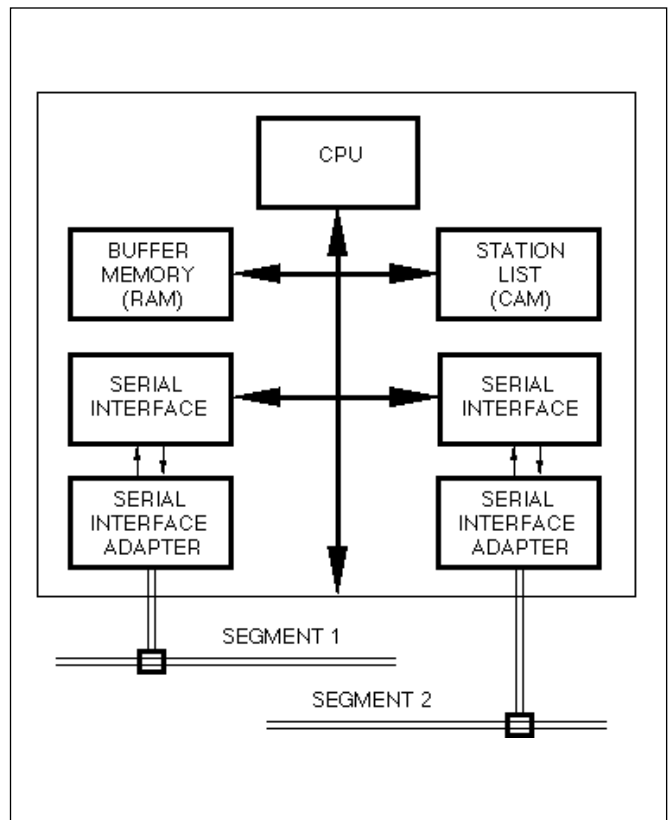 CPU
BUFFER
MEMORY
(RAM)
STATION
LIST
(CAM)
SERIAL
INTERFACE
SERIAL
INTERFACE
SERIAL
INTERFACE
ADAPTER
SERIAL
INTERFACE
ADAPTER
SEGMENT 1
SEGMENT 2